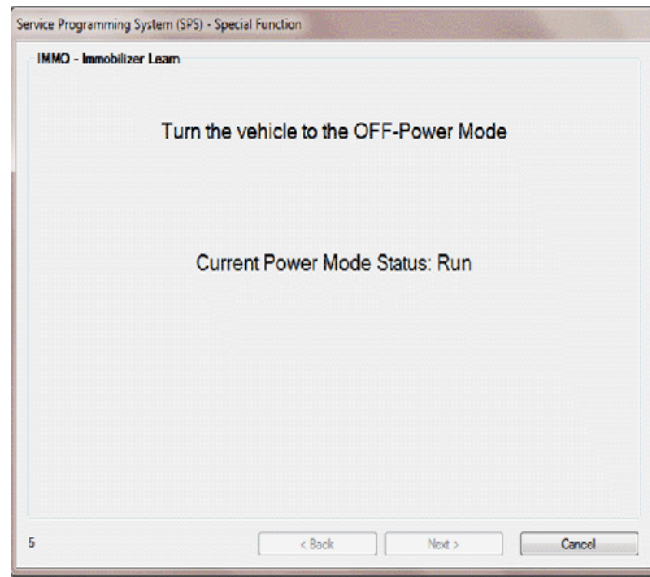 Service Programming System (SPS) - Special Function
IMMO - Immobilizer Learn
Turn the vehicle to the OFF-Power Mode
Current Power Mode Status: Run
5
< Back
Next >
Cancel